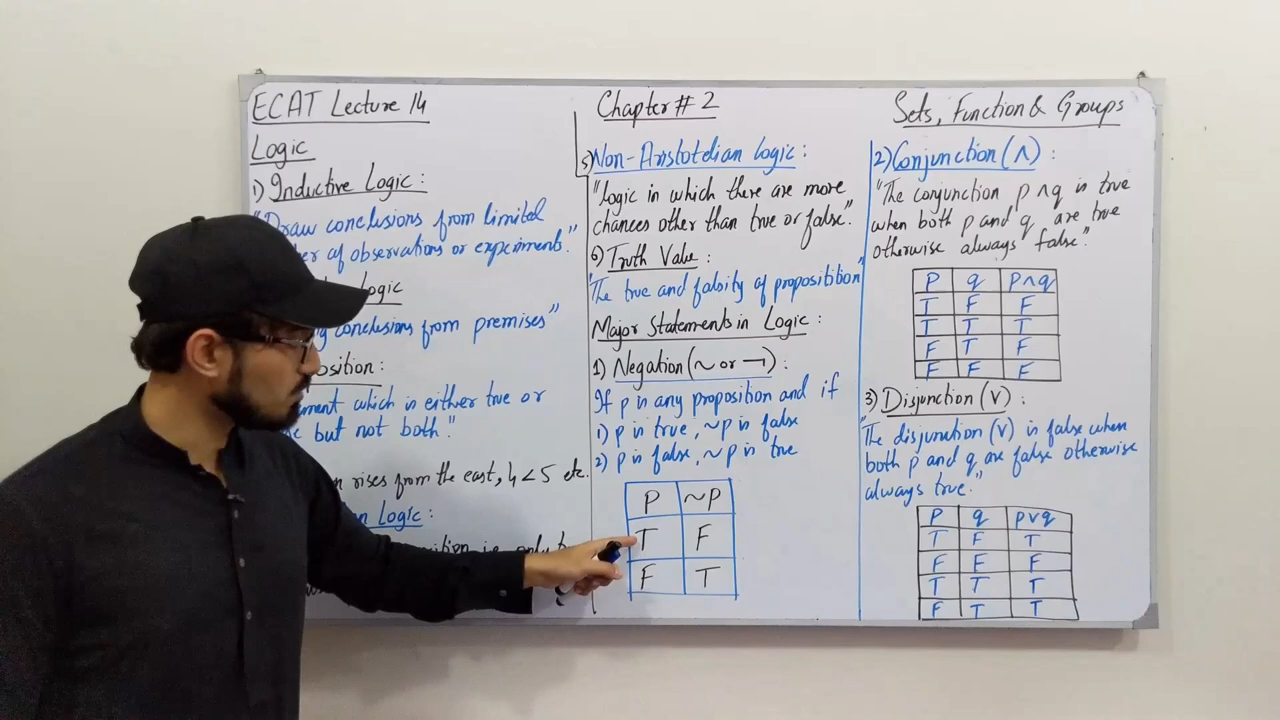 ECAT Lecture 14
Chapter # 2
Sets, Function & Groups
Logic
1) Inductive Logic:
"Draw conclusions from limited
of observations or experiments."
Logic
conclusions from premises"
which is either true or
but not both."
rises from the east, 4 < 5 etc.
Logic:
is only
5) Non-Aristotelian Logic:
"Logic in which there are more
chances other than true or false."
6) Truth Value:
"The true and falsity of proposition"
Major Statements in Logic:
1) Negation (~ or ¬):
If p is any proposition and if
1) p is true, ~p is false
2) p is false, ~p is true
P ~P
T F
F T
2) Conjunction (∧):
"The conjunction p∧q is true
when both p and q are true
otherwise always false."
P q p∧q
T F F
T T T
F T F
F F F
3) Disjunction (∨):
"The disjunction (∨) is false when
both p and q are false otherwise
always true."
P q p∨q
T F T
F F F
T T T
F T T